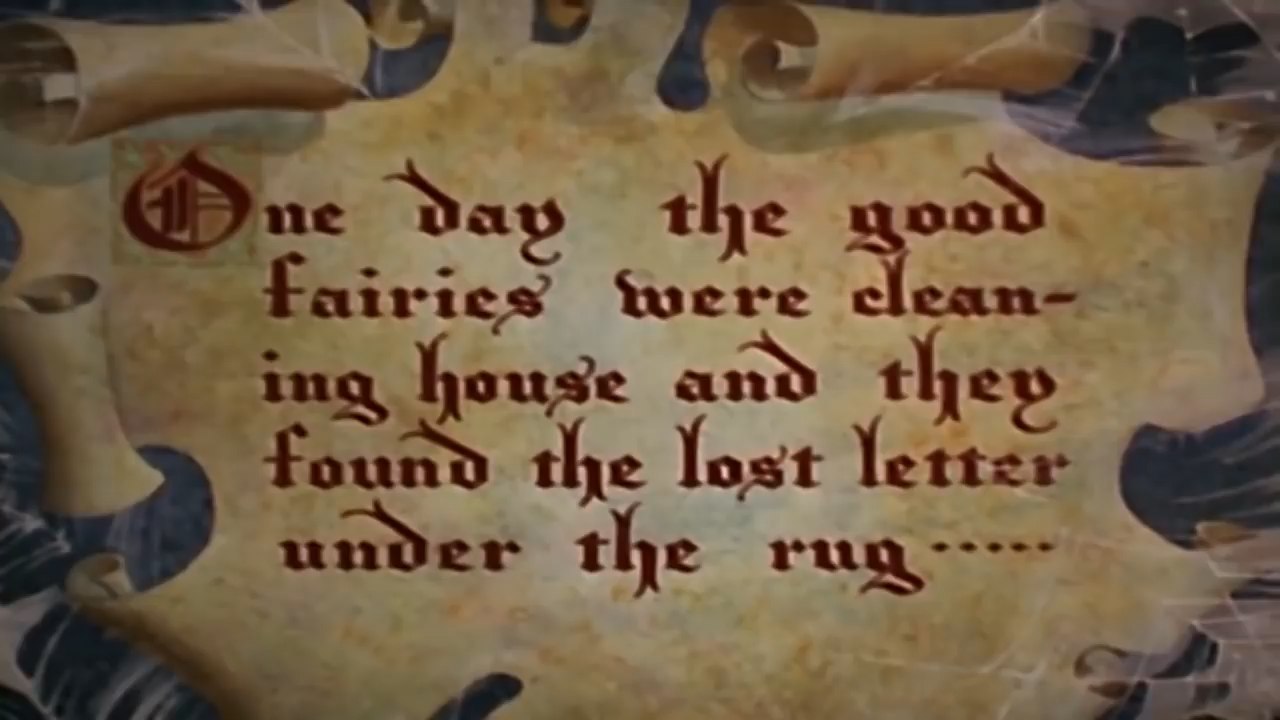 One day the good
fairies were clean-
ing house and they
found the lost letter
under the rug.....